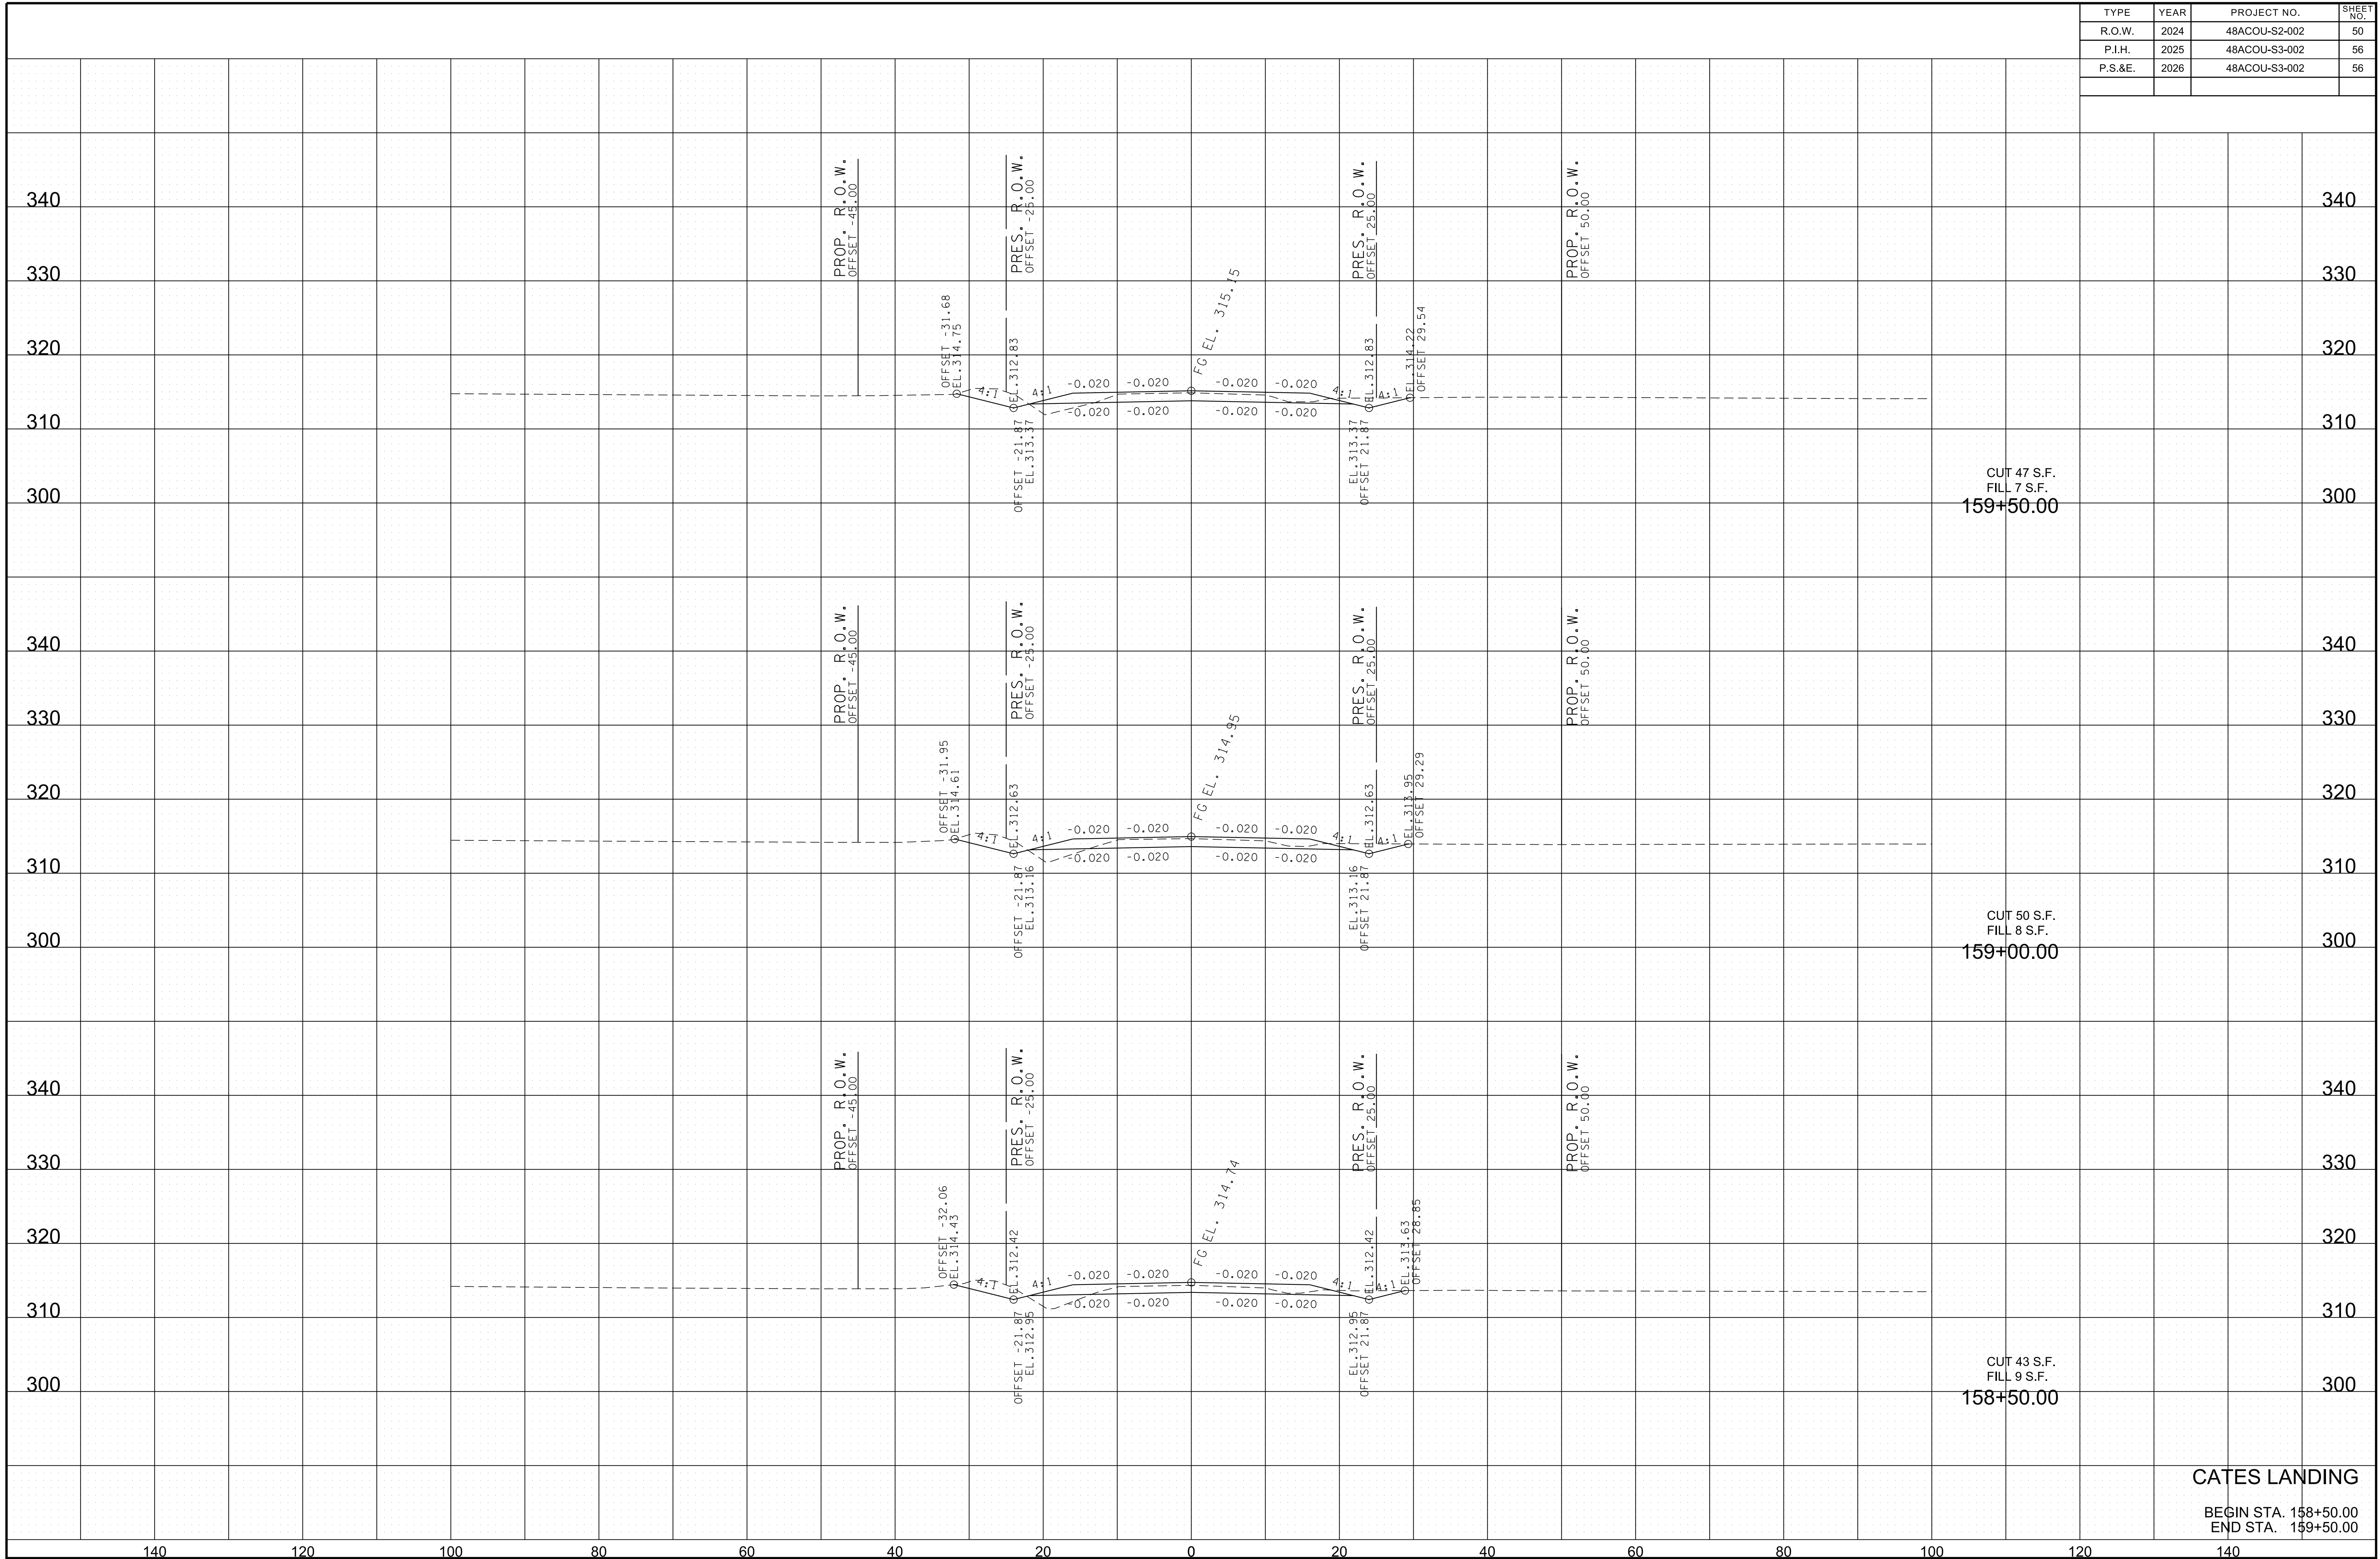 TYPE YEAR PROJECT NO. SHEET NO.
R.O.W. 2024 48ACOU-S2-002 50
P.I.H. 2025 48ACOU-S3-002 56
P.S.&E. 2026 48ACOU-S3-002 56
340 340
330 330
320 320
310 310
300 300
PROP. R.O.W.
OFFSET -45.00
PRES. R.O.W.
OFFSET -25.00
PRES. R.O.W.
OFFSET 25.00
PROP. R.O.W.
OFFSET 50.00
OFFSET -31.68
EL.314.75
EL.312.83
FG EL. 315.15
EL.312.83
EL.314.22
OFFSET 29.54
4:1 4:1 -0.020 -0.020 -0.020 -0.020 4:1 4:1
-0.020 -0.020 -0.020 -0.020
OFFSET -21.87
EL.313.37
EL.313.37
OFFSET 21.87
CUT 47 S.F.
FILL 7 S.F.
159+50.00
340 340
330 330
320 320
310 310
300 300
PROP. R.O.W.
OFFSET -45.00
PRES. R.O.W.
OFFSET -25.00
PRES. R.O.W.
OFFSET 25.00
PROP. R.O.W.
OFFSET 50.00
OFFSET -31.95
EL.314.61
EL.312.63
FG EL. 314.95
EL.312.63
EL.313.95
OFFSET 29.29
4:1 4:1 -0.020 -0.020 -0.020 -0.020 4:1 4:1
-0.020 -0.020 -0.020 -0.020
OFFSET -21.87
EL.313.16
EL.313.16
OFFSET 21.87
CUT 50 S.F.
FILL 8 S.F.
159+00.00
340 340
330 330
320 320
310 310
300 300
PROP. R.O.W.
OFFSET -45.00
PRES. R.O.W.
OFFSET -25.00
PRES. R.O.W.
OFFSET 25.00
PROP. R.O.W.
OFFSET 50.00
OFFSET -32.06
EL.314.43
EL.312.42
FG EL. 314.74
EL.312.42
EL.313.63
OFFSET 28.85
4:1 4:1 -0.020 -0.020 -0.020 -0.020 4:1 4:1
-0.020 -0.020 -0.020 -0.020
OFFSET -21.87
EL.312.95
EL.312.95
OFFSET 21.87
CUT 43 S.F.
FILL 9 S.F.
158+50.00
CATES LANDING
BEGIN STA. 158+50.00
END STA. 159+50.00
140 120 100 80 60 40 20 0 20 40 60 80 100 120 140